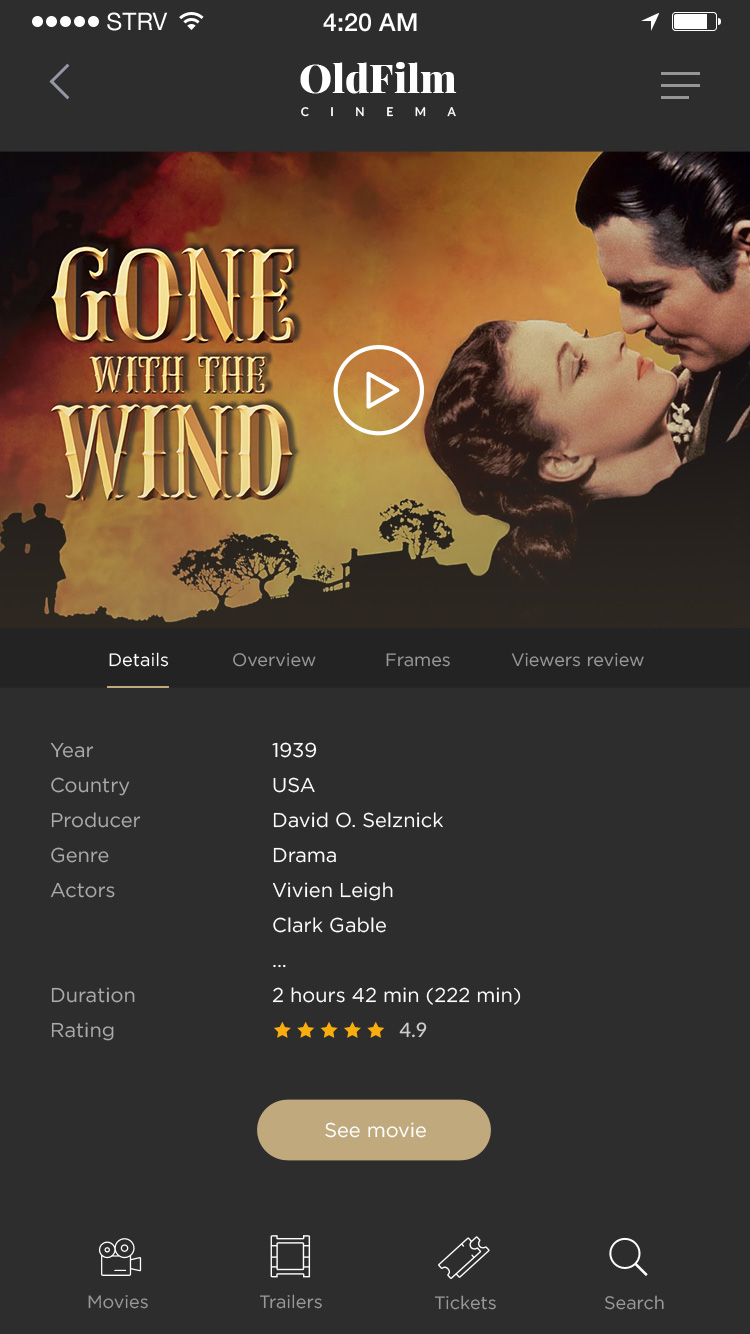 STRV
4:20 AM
OldFilm
CINEMA
GONE
WITH THE
WIND
Details Overview Frames Viewers review
Year 1939
Country USA
Producer David O. Selznick
Genre Drama
Actors Vivien Leigh
Clark Gable
...
Duration 2 hours 42 min (222 min)
Rating 4.9
See movie
Movies Trailers Tickets Search